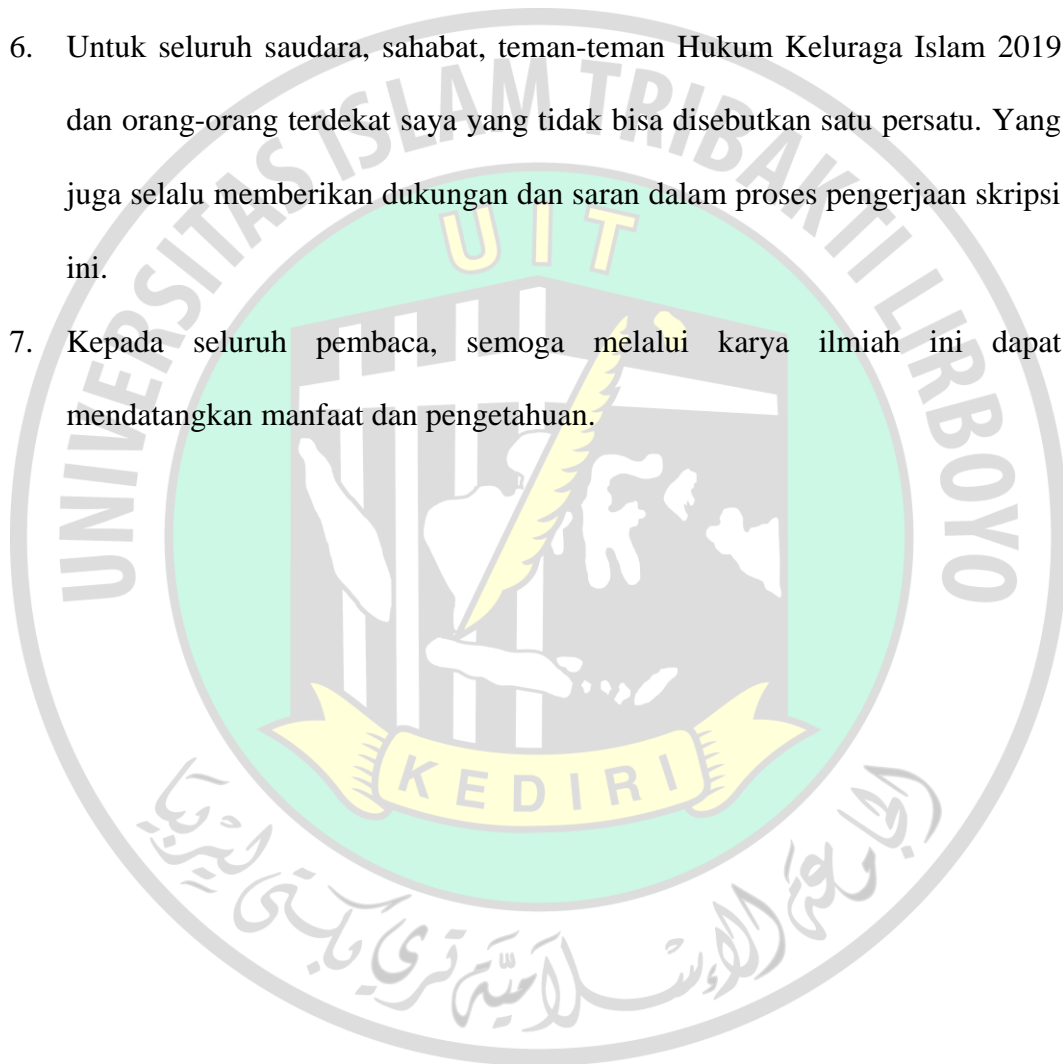 6. Untuk seluruh saudara, sahabat, teman-teman Hukum Keluraga Islam 2019
dan orang-orang terdekat saya yang tidak bisa disebutkan satu persatu. Yang
juga selalu memberikan dukungan dan saran dalam proses pengerjaan skripsi
ini.
7. Kepada seluruh pembaca, semoga melalui karya ilmiah ini dapat
mendatangkan manfaat dan pengetahuan.
UNIVERSITAS ISLAM TRIBAKTI LIRBOYO
UIT
KEDIRI